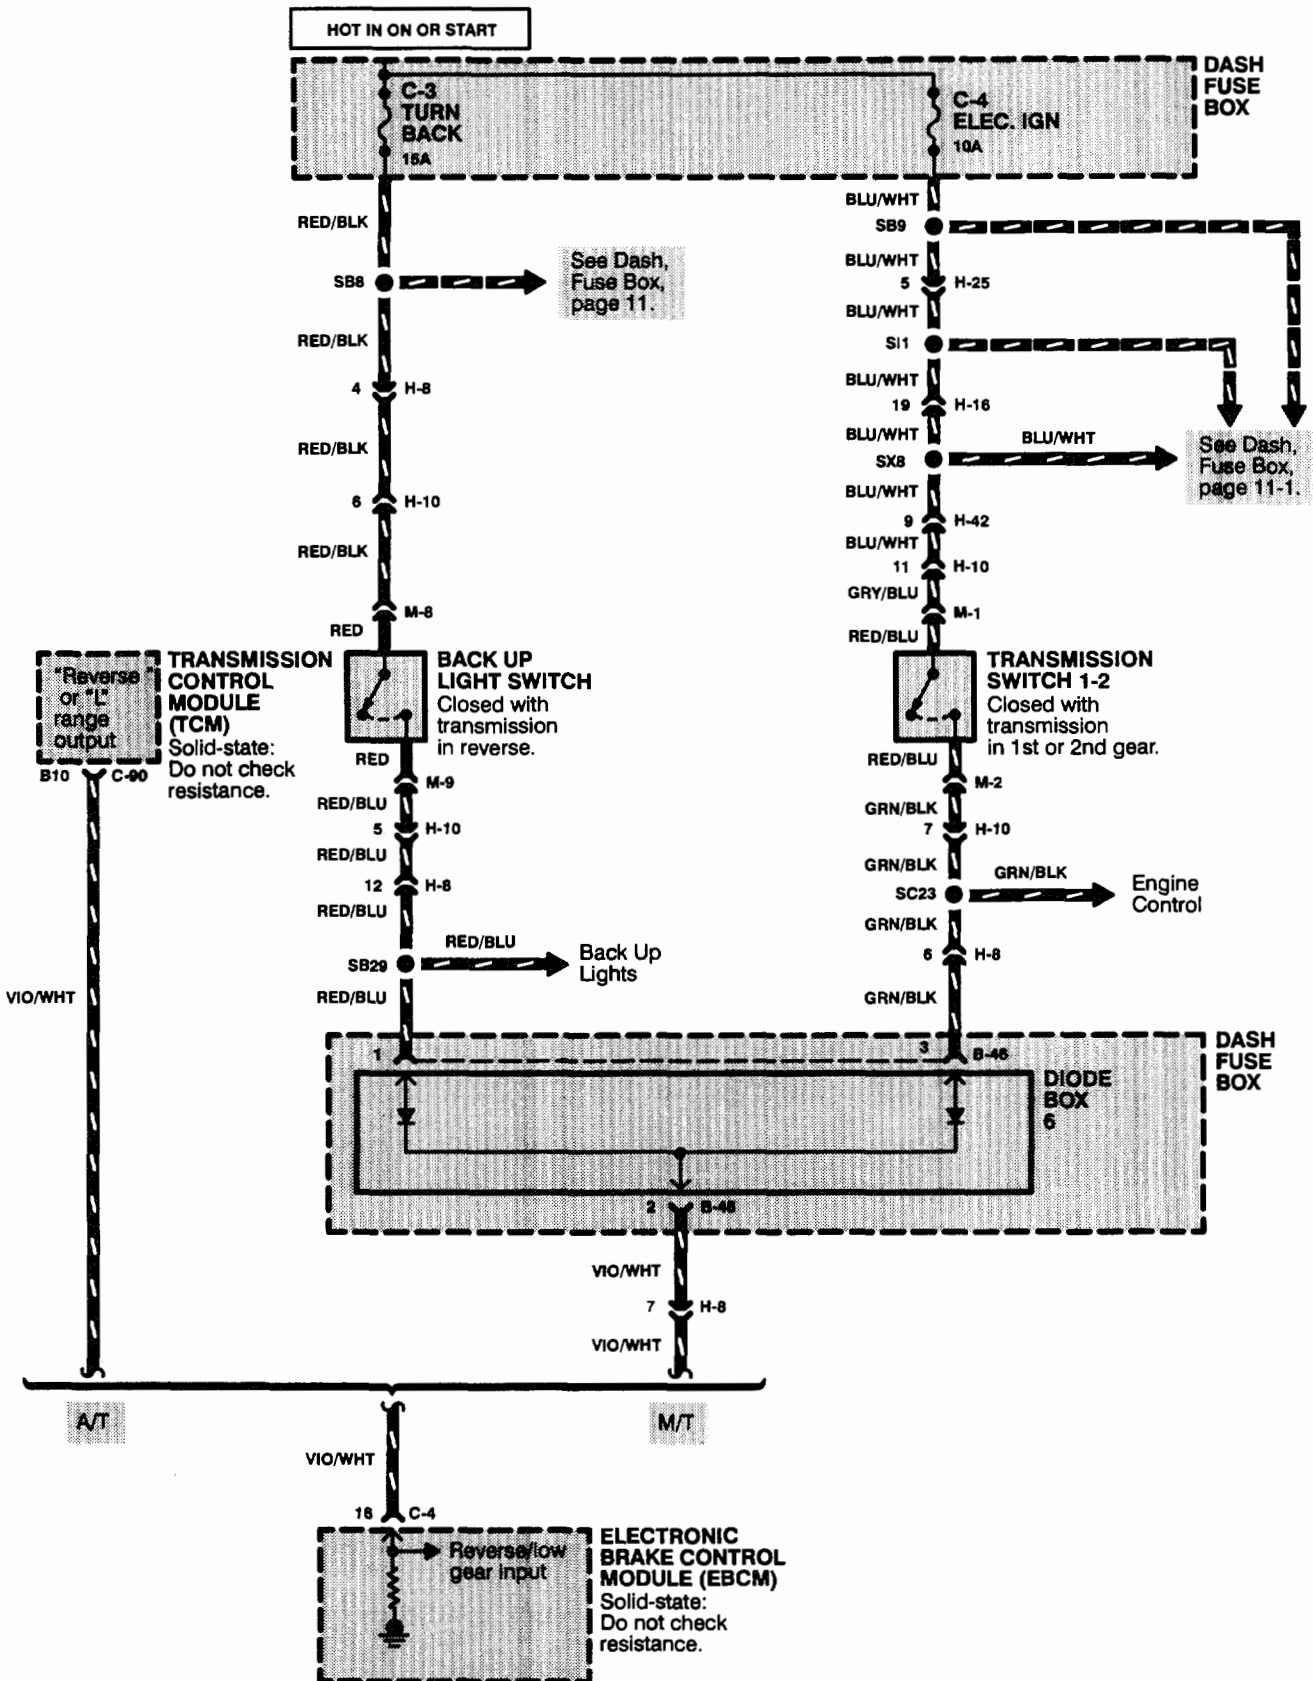 HOT IN ON OR START
DASH
FUSE
BOX
C-3
TURN
BACK
15A
C-4
ELEC. IGN
10A
RED/BLK
BLU/WHT
SB9
SB8
See Dash,
Fuse Box,
page 11.
BLU/WHT
5 H-25
BLU/WHT
RED/BLK
SI1
4 H-8
BLU/WHT
19 H-16
RED/BLK
BLU/WHT
BLU/WHT
SX8
See Dash,
Fuse Box,
page 11-1.
6 H-10
BLU/WHT
9 H-42
RED/BLK
BLU/WHT
11 H-10
GRY/BLU
M-8
M-1
RED
RED/BLU
"Reverse"
or "L"
range
output
TRANSMISSION
CONTROL
MODULE
(TCM)
Solid-state:
Do not check
resistance.
B10 C-90
BACK UP
LIGHT SWITCH
Closed with
transmission
in reverse.
TRANSMISSION
SWITCH 1-2
Closed with
transmission
in 1st or 2nd gear.
RED
RED/BLU
M-9
M-2
RED/BLU
GRN/BLK
5 H-10
7 H-10
RED/BLU
GRN/BLK
12 H-8
SC23
GRN/BLK
Engine
Control
RED/BLU
GRN/BLK
SB29
RED/BLU
Back Up
Lights
6 H-8
VIO/WHT
RED/BLU
GRN/BLK
1
3 B-46
DASH
FUSE
BOX
DIODE
BOX
6
2 B-46
VIO/WHT
7 H-8
VIO/WHT
A/T
M/T
VIO/WHT
16 C-4
Reverse/low
gear input
ELECTRONIC
BRAKE CONTROL
MODULE (EBCM)
Solid-state:
Do not check
resistance.